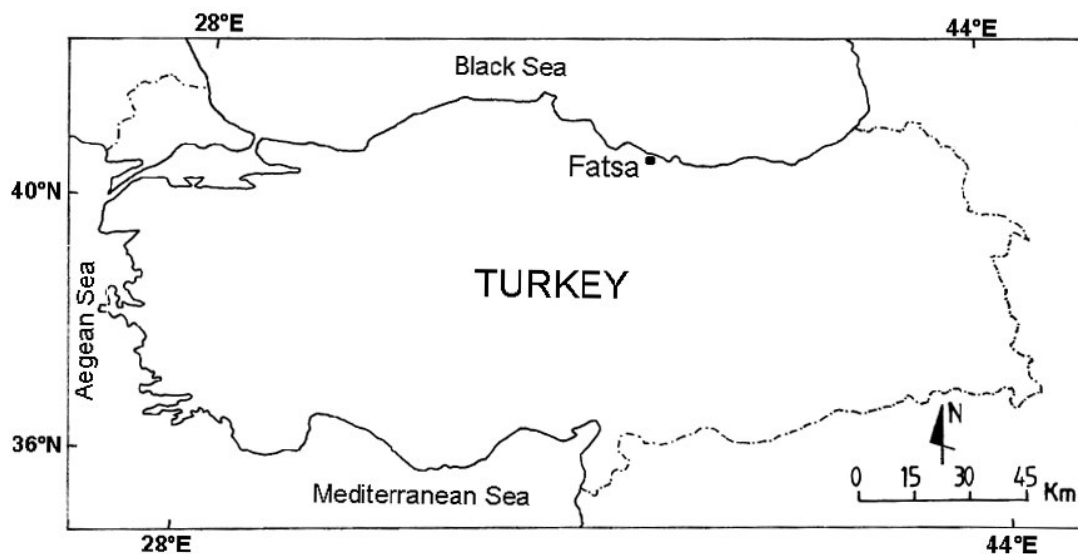 28°E
44°E
Black Sea
Fatsa
40°N
TURKEY
Aegean Sea
36°N
N
0 15 30 45 Km
Mediterranean Sea
28°E
44°E